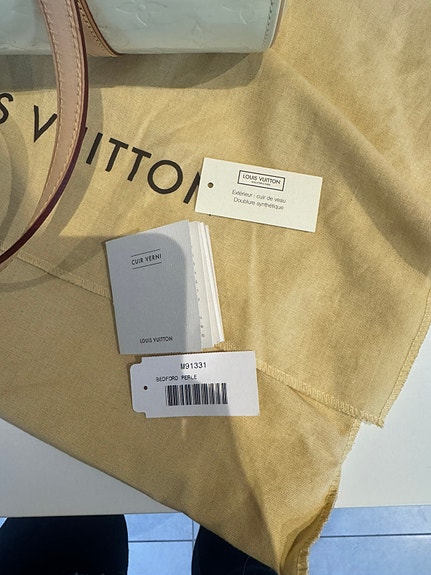 S VUITTON
LOUIS VUITTON
Extérieur : cuir de veau
Doublure synthétique
CUIR VERNI
LOUIS VUITTON
M91331
BEDFORD PERLE